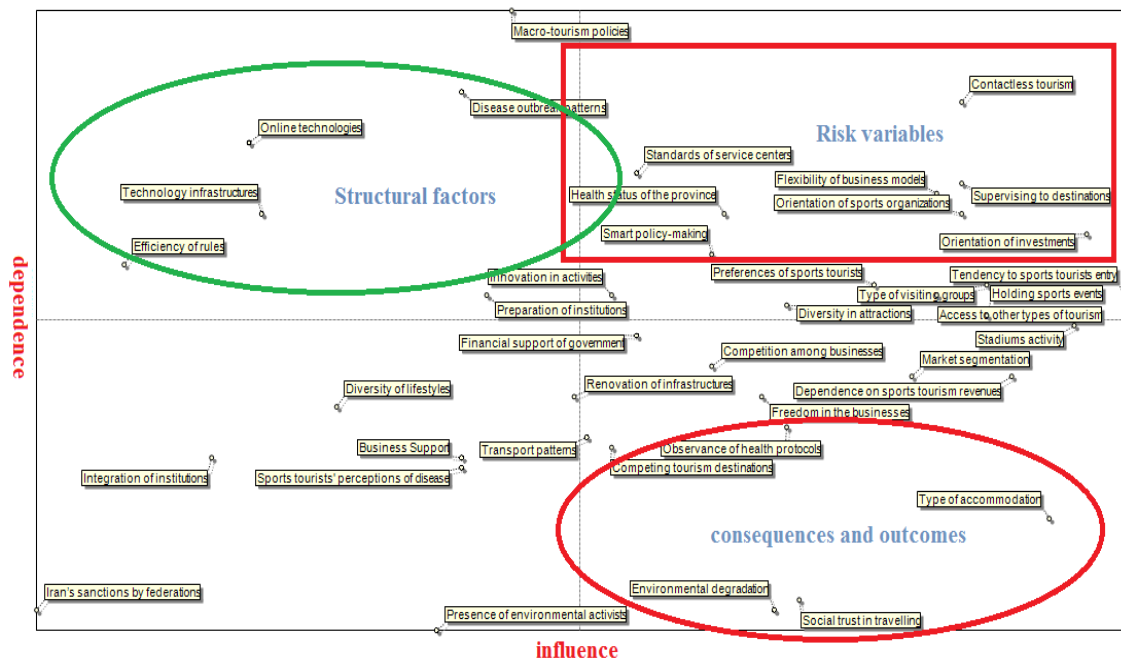 Macro-tourism policies
Contactless tourism
Disease outbreak patterns
Online technologies
Risk variables
Standards of service centers
Flexibility of business models
Technology infrastructures
Structural factors
Health status of the province
Orientation of sports organizations
Supervising to destinations
Efficiency of rules
Smart policy-making
Orientation of investments
dependence
Innovation in activities
Preferences of sports tourists
Tendency to sports tourists entry
Type of visiting groups
Holding sports events
Preparation of institutions
Diversity in attractions
Access to other types of tourism
Financial support of government
Stadiums activity
Competition among businesses
Market segmentation
Diversity of lifestyles
Renovation of infrastructures
Dependence on sports tourism revenues
Freedom in the businesses
Business Support
Transport patterns
Observance of health protocols
Integration of institutions
Sports tourists' perceptions of disease
Competing tourism destinations
Type of accommodation
consequences and outcomes
Iran's sanctions by federations
Environmental degradation
Presence of environmental activists
Social trust in travelling
influence